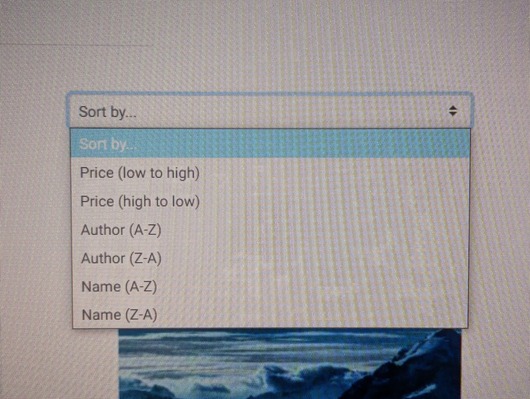 Sort by...
Sort by...
Price (low to high)
Price (high to low)
Author (A-Z)
Author (Z-A)
Name (A-Z)
Name (Z-A)